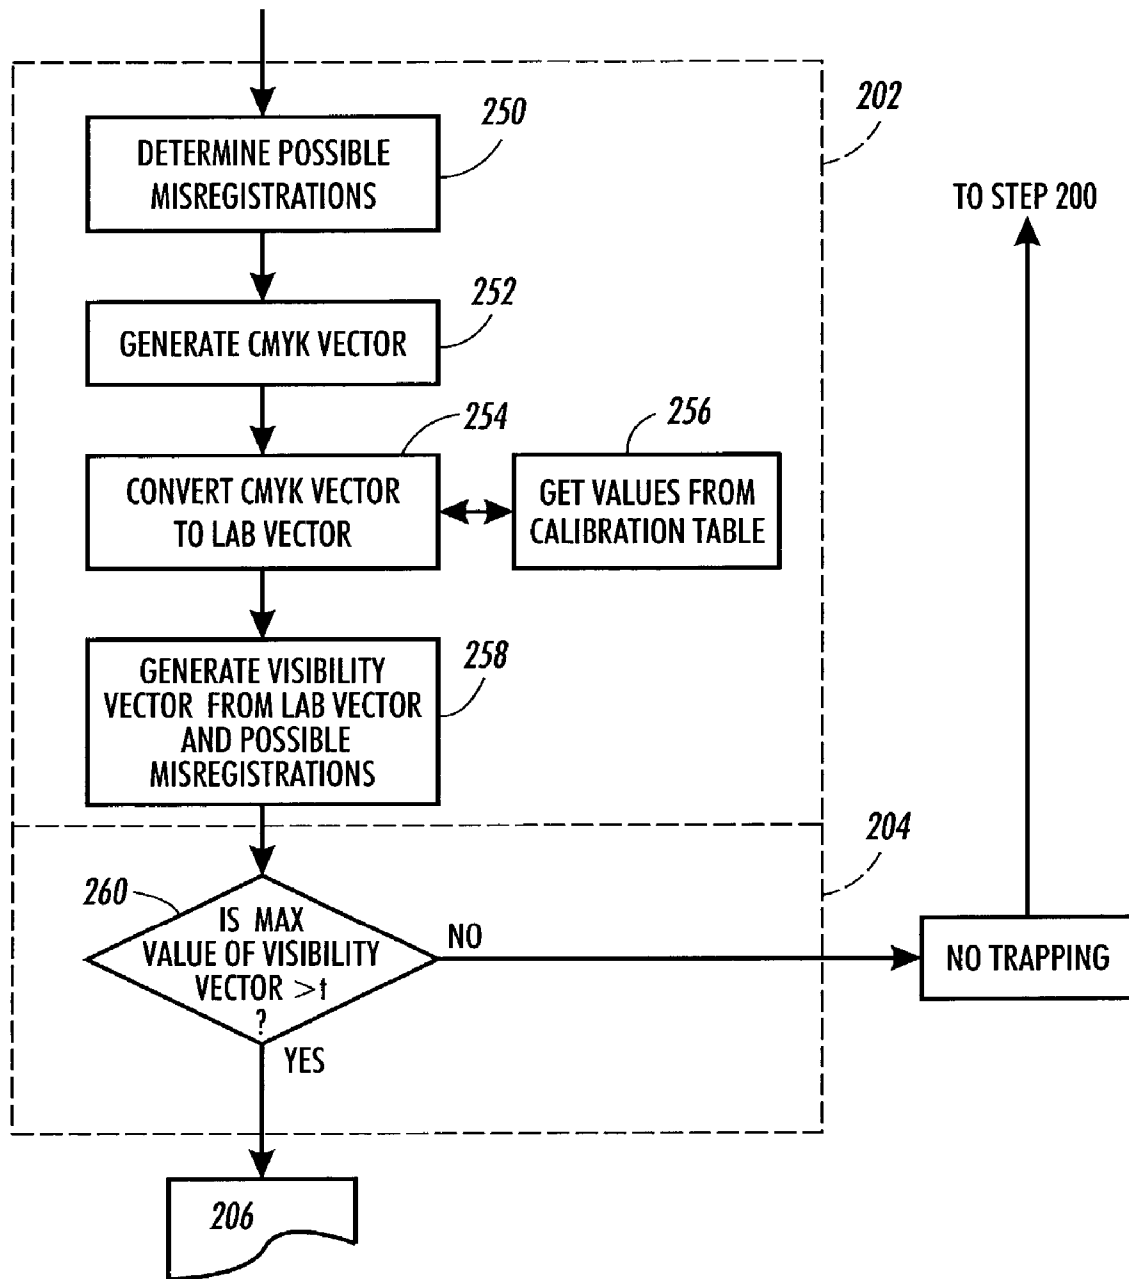 250
202
DETERMINE POSSIBLE
MISREGISTRATIONS
TO STEP 200
252
GENERATE CMYK VECTOR
254
256
CONVERT CMYK VECTOR
TO LAB VECTOR
GET VALUES FROM
CALIBRATION TABLE
258
GENERATE VISIBILITY
VECTOR FROM LAB VECTOR
AND POSSIBLE
MISREGISTRATIONS
204
260
IS MAX
VALUE OF VISIBILITY
VECTOR >t
?
NO
NO TRAPPING
YES
206